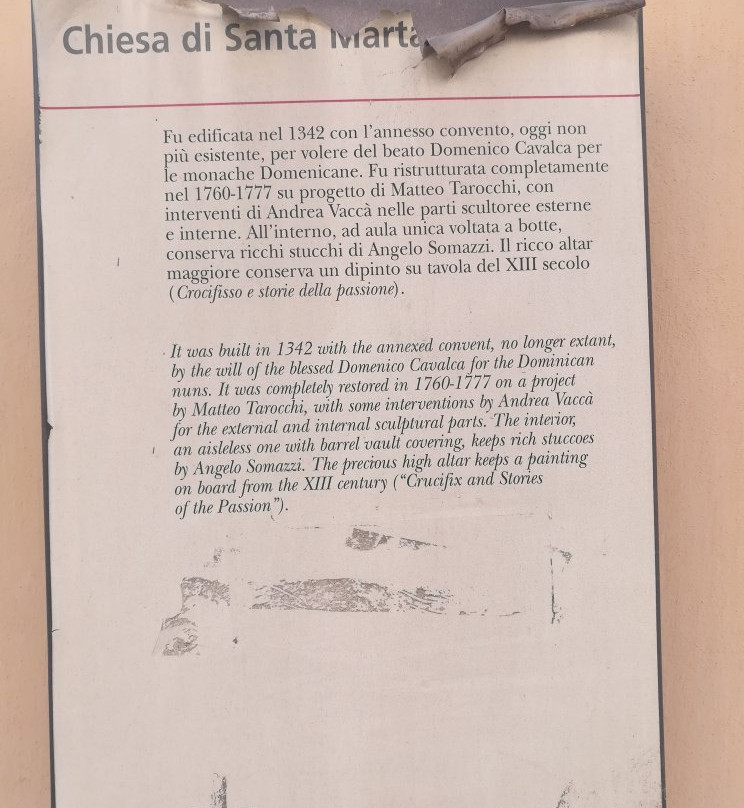 Chiesa di Santa Marta
Fu edificata nel 1342 con l'annesso convento, oggi non
più esistente, per volere del beato Domenico Cavalca per
le monache Domenicane. Fu ristrutturata completamente
nel 1760-1777 su progetto di Matteo Tarocchi, con
interventi di Andrea Vaccà nelle parti scultoree esterne
e interne. All'interno, ad aula unica voltata a botte,
conserva ricchi stucchi di Angelo Somazzi. Il ricco altar
maggiore conserva un dipinto su tavola del XIII secolo
(Crocifisso e storie della passione).
It was built in 1342 with the annexed convent, no longer extant,
by the will of the blessed Domenico Cavalca for the Dominican
nuns. It was completely restored in 1760-1777 on a project
by Matteo Tarocchi, with some interventions by Andrea Vaccà
for the external and internal sculptural parts. The interior,
an aisleless one with barrel vault covering, keeps rich stuccoes
by Angelo Somazzi. The precious high altar keeps a painting
on board from the XIII century ("Crucifix and Stories
of the Passion").